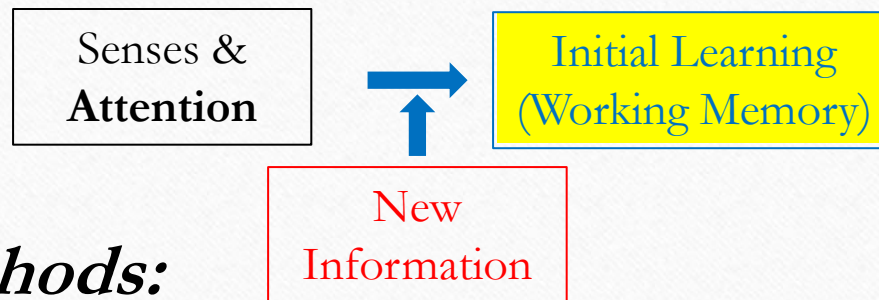 Senses &
Attention
Initial Learning
(Working Memory)
New
Information
hods: